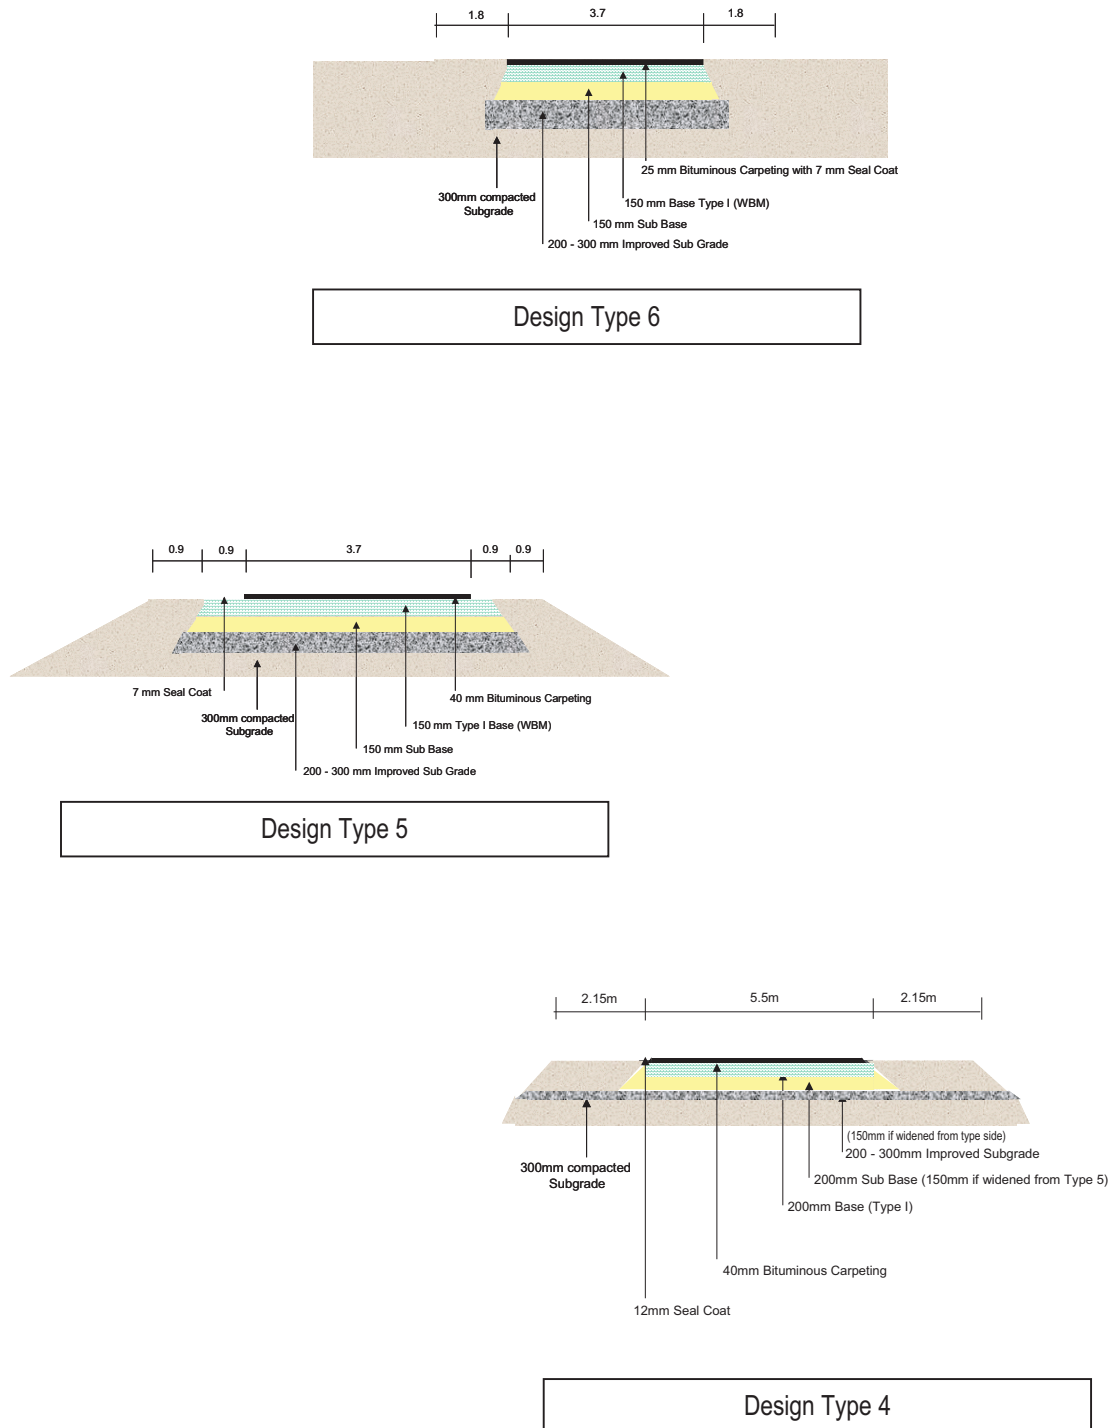 1.8 3.7 1.8
25 mm Bituminous Carpeting with 7 mm Seal Coat
300mm compacted
Subgrade
150 mm Base Type I (WBM)
150 mm Sub Base
200 - 300 mm Improved Sub Grade
Design Type 6
0.9 0.9 3.7 0.9 0.9
7 mm Seal Coat
40 mm Bituminous Carpeting
300mm compacted
Subgrade
150 mm Type I Base (WBM)
150 mm Sub Base
200 - 300 mm Improved Sub Grade
Design Type 5
2.15m 5.5m 2.15m
(150mm if widened from type side)
200 - 300mm Improved Subgrade
300mm compacted
Subgrade
200mm Sub Base (150mm if widened from Type 5)
200mm Base (Type I)
40mm Bituminous Carpeting
12mm Seal Coat
Design Type 4